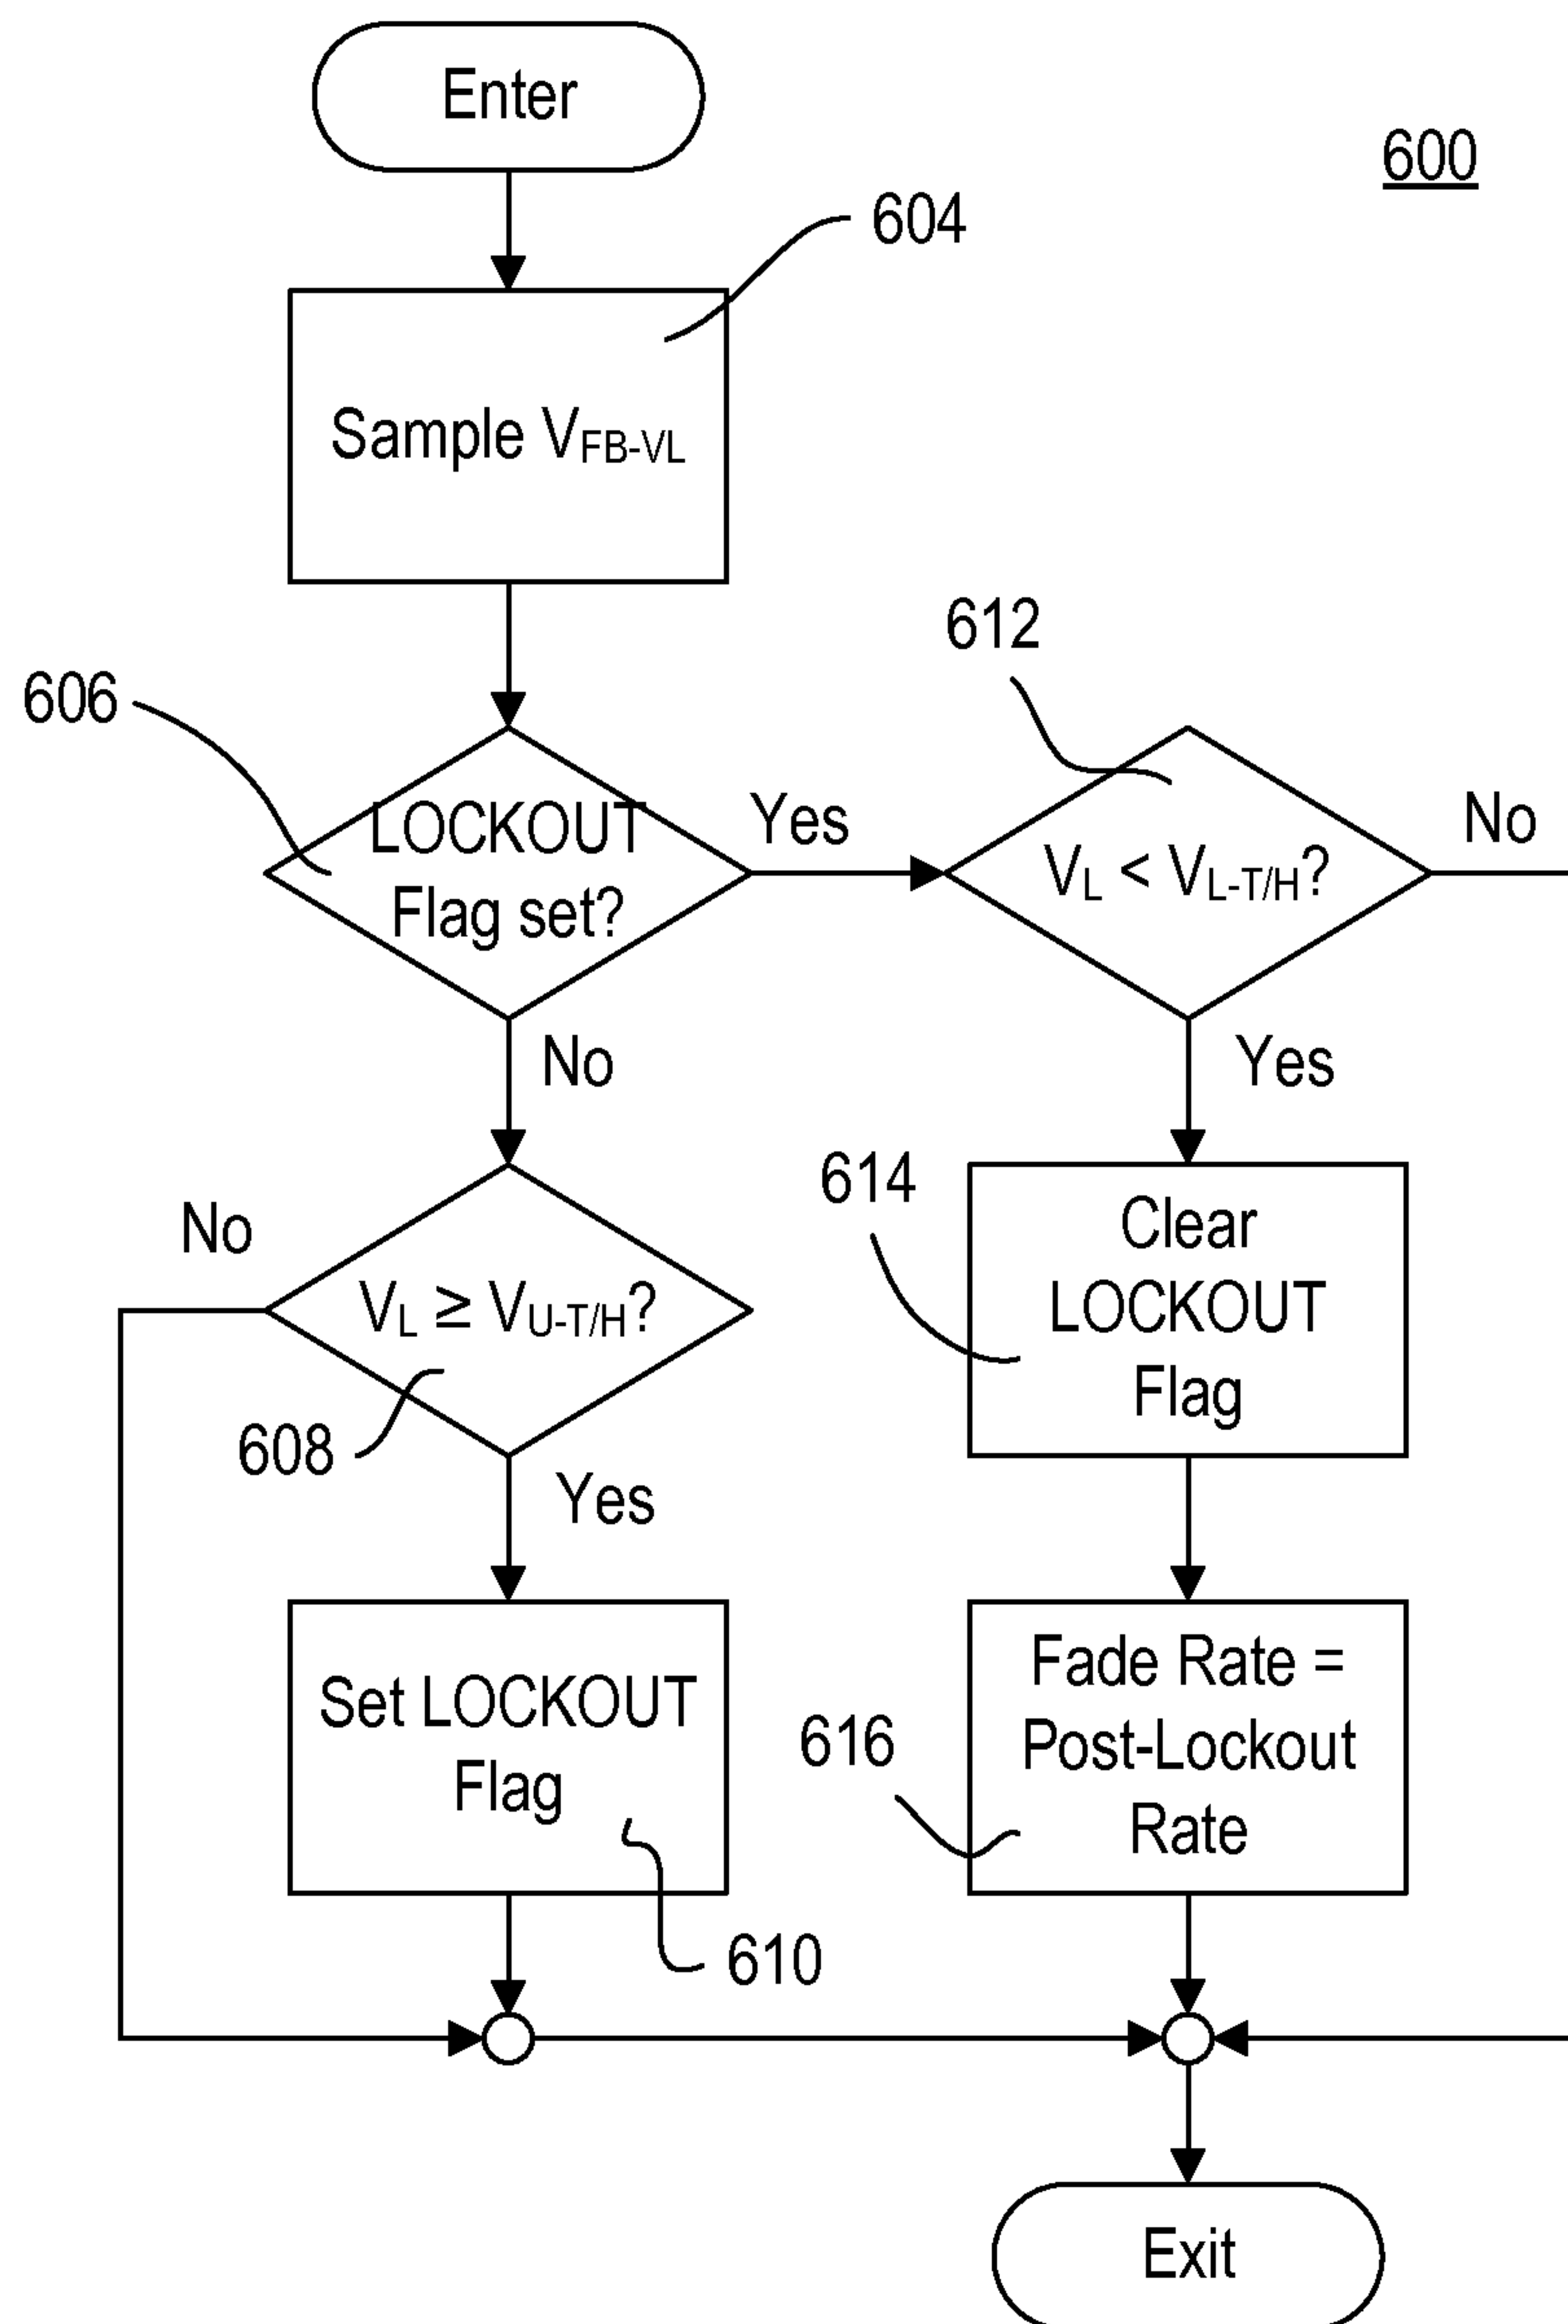 Enter
600
604
Sample VFB-VL
612
606
LOCKOUT
Flag set?
Yes
VL < VL-T/H?
No
No
Yes
614
Clear
LOCKOUT
Flag
No
VL ≥ VU-T/H?
608
Yes
Set LOCKOUT
Flag
616
Fade Rate =
Post-Lockout
Rate
610
Exit